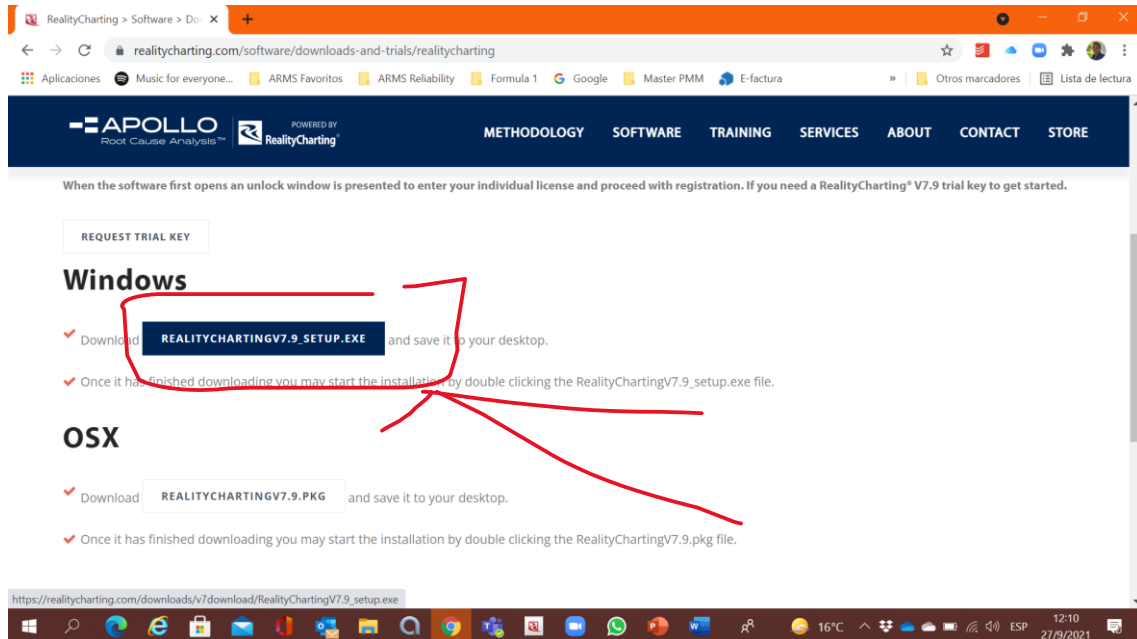 RealityCharting > Software > Do
realitycharting.com/software/downloads-and-trials/realitycharting
Aplicaciones
Music for everyone...
ARMS Favoritos
ARMS Reliability
Formula 1
Google
Master PMM
E-factura
»
Otros marcadores
Lista de lectura
APOLLO
Root Cause Analysis™
POWERED BY
RealityCharting®
METHODOLOGY
SOFTWARE
TRAINING
SERVICES
ABOUT
CONTACT
STORE
When the software first opens an unlock window is presented to enter your individual license and proceed with registration. If you need a RealityCharting® V7.9 trial key to get started.
REQUEST TRIAL KEY
Windows
Download REALITYCHARTINGV7.9_SETUP.EXE and save it to your desktop.
Once it has finished downloading you may start the installation by double clicking the RealityChartingV7.9_setup.exe file.
OSX
Download REALITYCHARTINGV7.9.PKG and save it to your desktop.
Once it has finished downloading you may start the installation by double clicking the RealityChartingV7.9.pkg file.
https://realitycharting.com/downloads/v7download/RealityChartingV7.9_setup.exe
16°C
ESP
12:10
27/9/2021